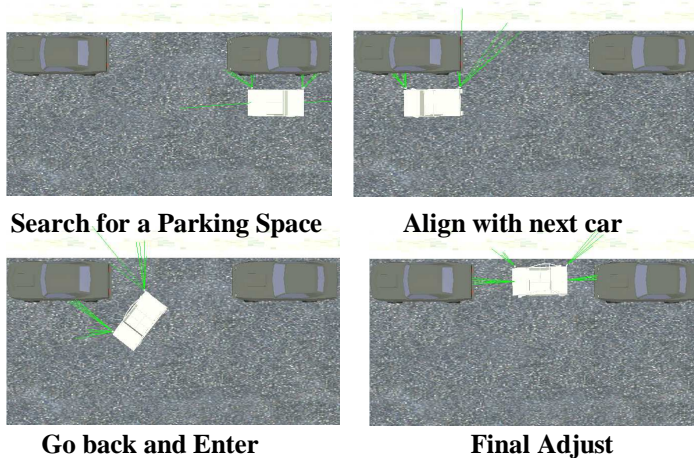 Search for a Parking Space
Align with next car
Go back and Enter
Final Adjust